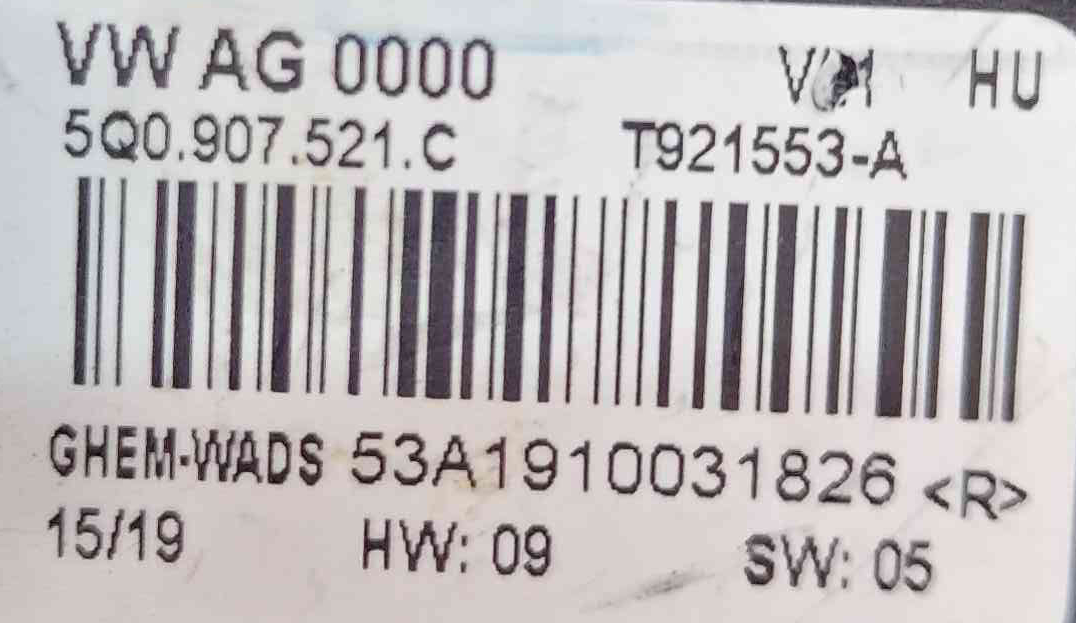 VW AG 0000 HU
5Q0.907.521.C T921553-A
GHEM-WADS 53A1910031826 <R>
15/19 HW: 09 SW: 05